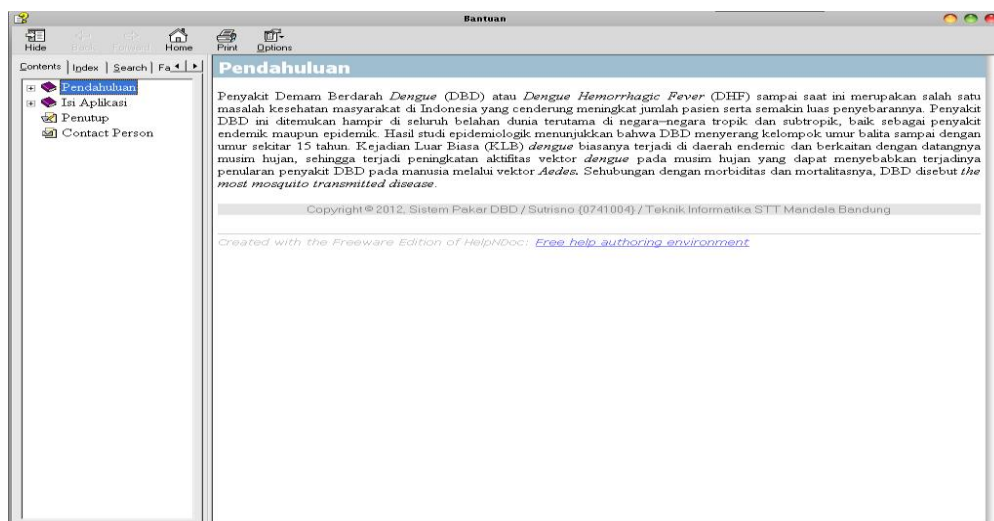 Bantuan
Hide Back Forward Home Print Options
Contents Index Search Fa
Pendahuluan
Isi Aplikasi
Penutup
Contact Person
Pendahuluan
Penyakit Demam Berdarah Dengue (DBD) atau Dengue Hemorrhagic Fever (DHF) sampai saat ini merupakan salah satu
masalah kesehatan masyarakat di Indonesia yang cenderung meningkat jumlah pasien serta semakin luas penyebarannya. Penyakit
DBD ini ditemukan hampir di seluruh belahan dunia terutama di negara–negara tropik dan subtropik, baik sebagai penyakit
endemik maupun epidemik. Hasil studi epidemiologik menunjukkan bahwa DBD menyerang kelompok umur balita sampai dengan
umur sekitar 15 tahun. Kejadian Luar Biasa (KLB) dengue biasanya terjadi di daerah endemic dan berkaitan dengan datangnya
musim hujan, sehingga terjadi peningkatan aktifitas vektor dengue pada musim hujan yang dapat menyebabkan terjadinya
penularan penyakit DBD pada manusia melalui vektor Aedes. Sehubungan dengan morbiditas dan mortalitasnya, DBD disebut the
most mosquito transmitted disease.
Copyright © 2012, Sistem Pakar DBD / Sutrisno {0741004} / Teknik Informatika STT Mandala Bandung
Created with the Freeware Edition of HelpNDoc: Free help authoring environment